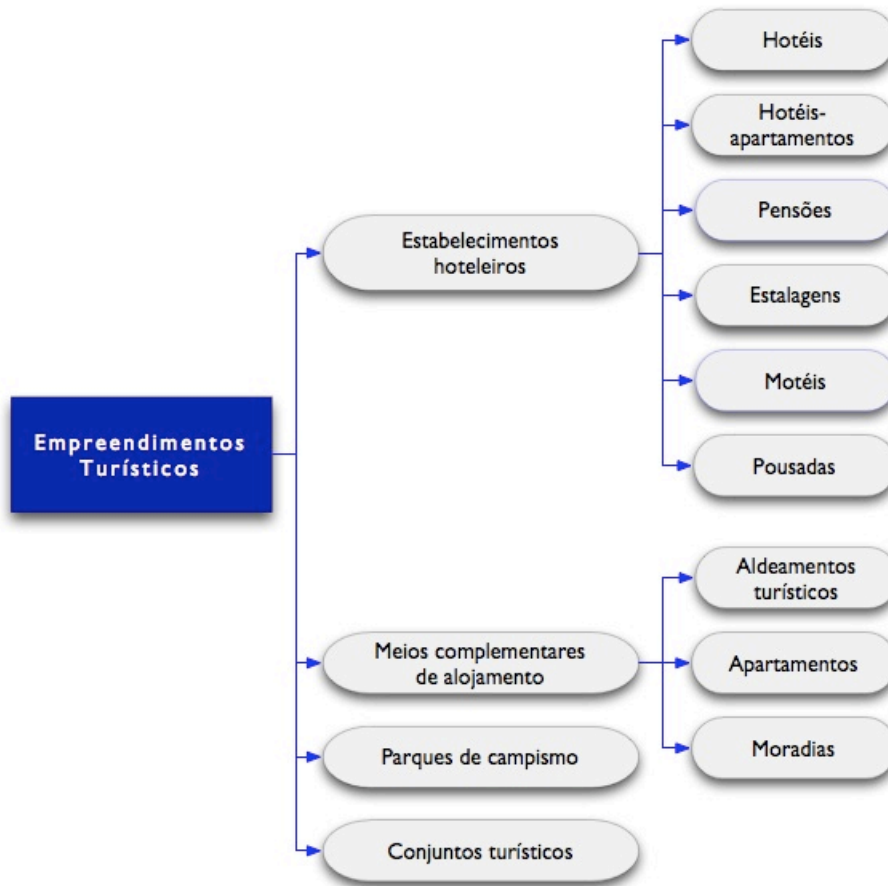 Empreendimentos
Turísticos
Estabelecimentos
hoteleiros
Hotéis
Hotéis-
apartamentos
Pensões
Estalagens
Motéis
Pousadas
Meios complementares
de alojamento
Aldeamentos
turísticos
Apartamentos
Moradias
Parques de campismo
Conjuntos turísticos